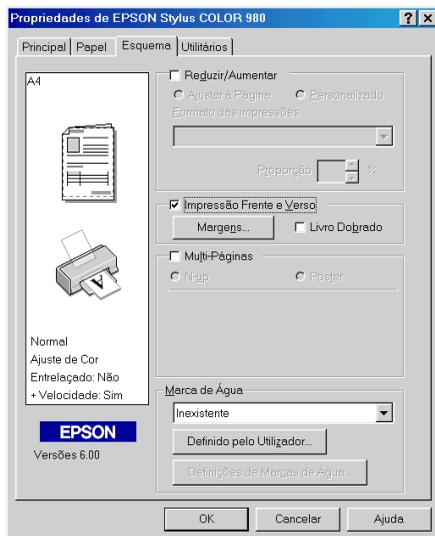 Propriedades de EPSON Stylus COLOR 980
? x
Principal Papel Esquema Utilitários
A4
Reduzir/Aumentar
Ajustar à Página Personalizado
Formato das impressões
Proporção %
Impressão Frente e Verso
Margens... Livro Dobrado
Multi-Páginas
N-up Poster
Normal
Ajuste de Cor
Entrelaçado: Não
+ Velocidade: Sim
EPSON
Versões 6.00
Marca de Água
Inexistente
Definido pelo Utilizador...
Definições de Marcas de Água...
OK Cancelar Ajuda